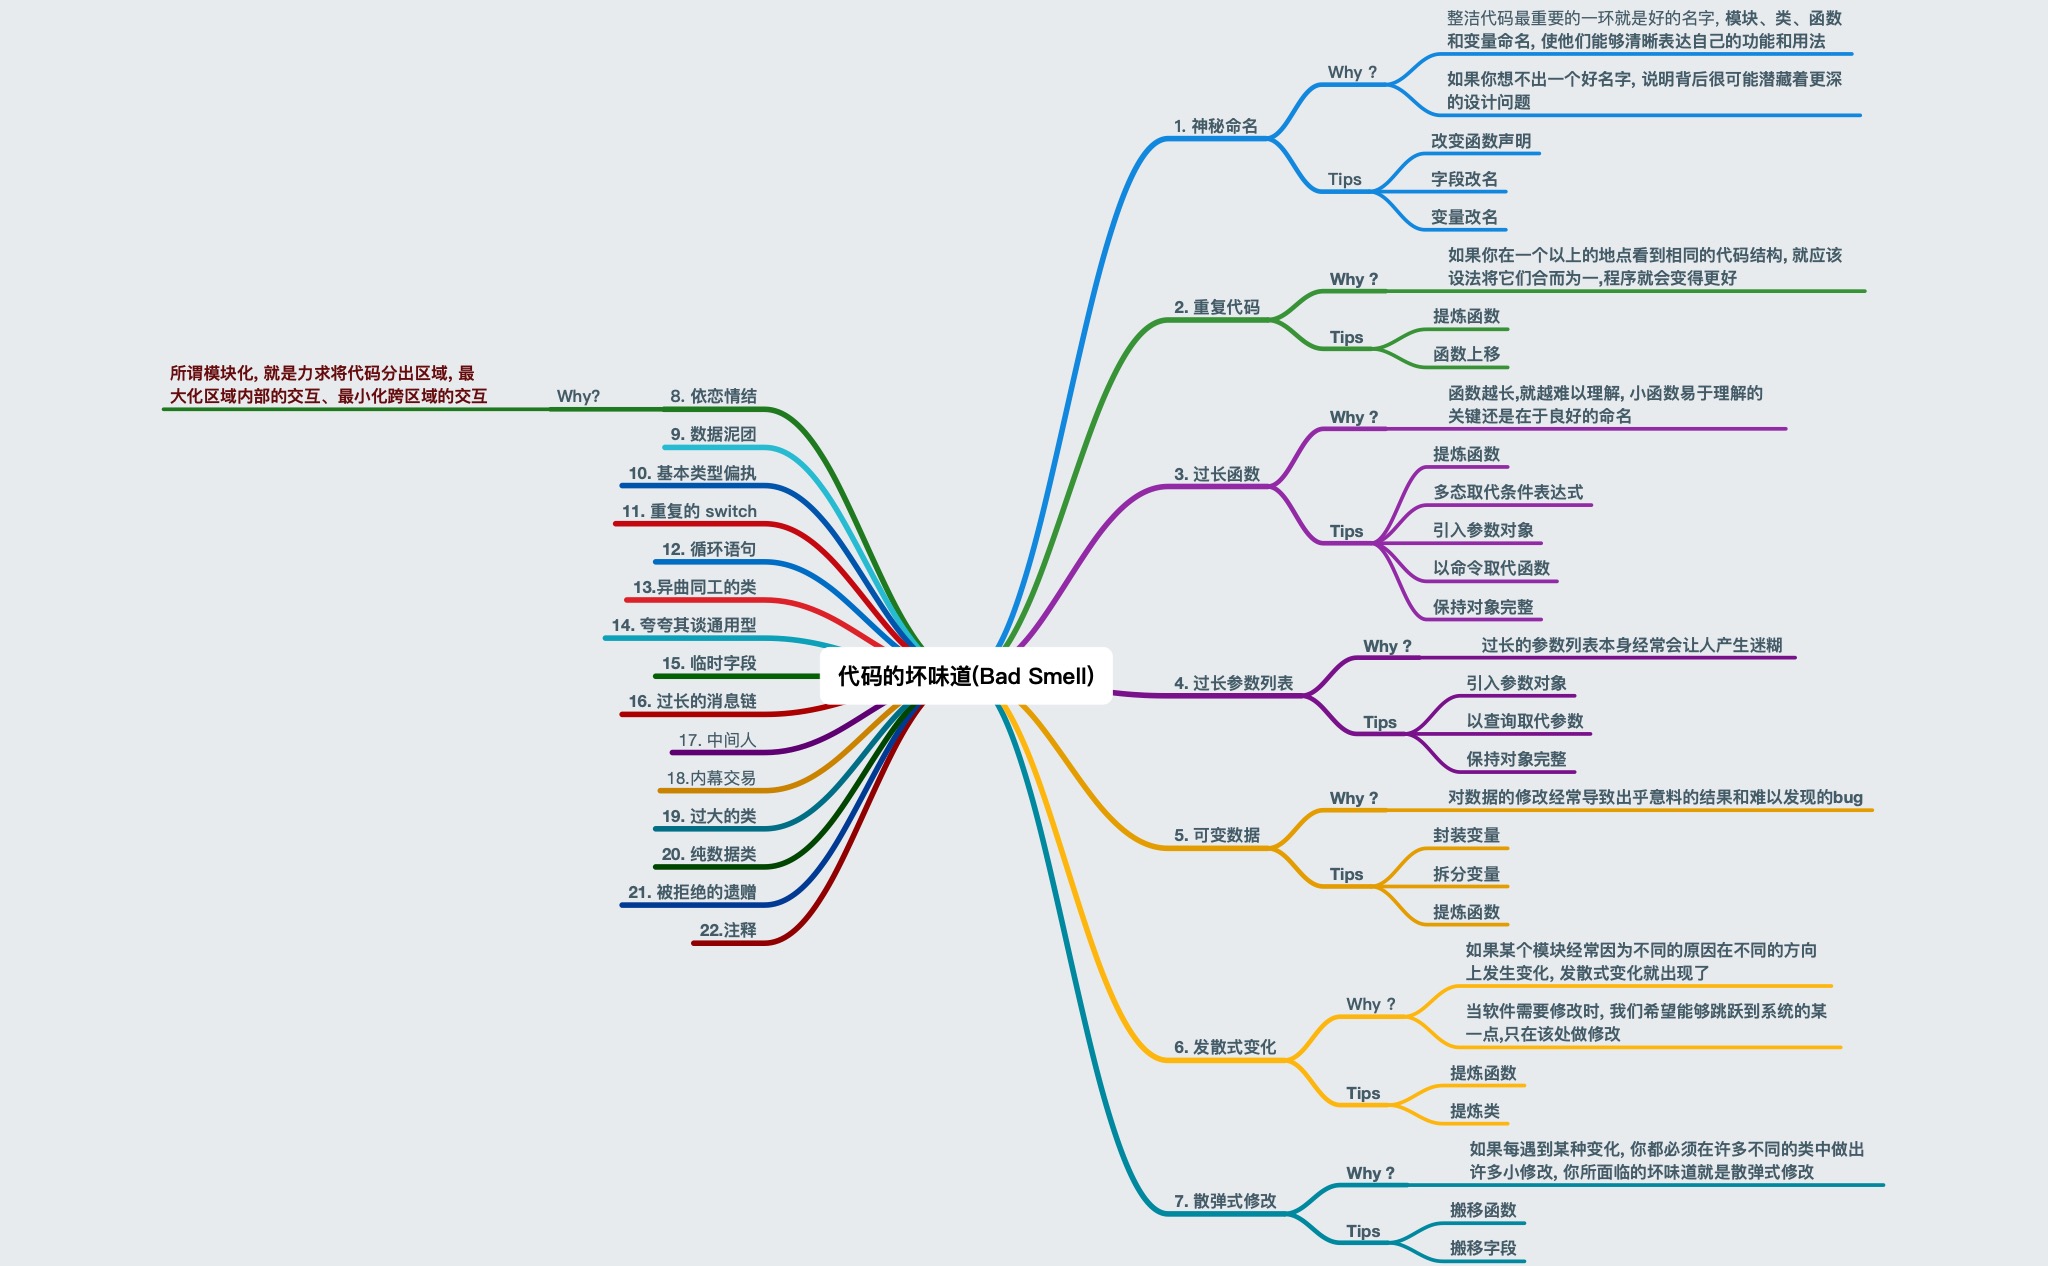 代码的坏味道(Bad Smell)
1. 神秘命名
Why ?
整洁代码最重要的一环就是好的名字, 模块、类、函数
和变量命名, 使他们能够清晰表达自己的功能和用法
如果你想不出一个好名字, 说明背后很可能潜藏着更深
的设计问题
Tips
改变函数声明
字段改名
变量改名
2. 重复代码
Why ?
如果你在一个以上的地点看到相同的代码结构, 就应该
设法将它们合而为一,程序就会变得更好
Tips
提炼函数
函数上移
3. 过长函数
Why ?
函数越长,就越难以理解, 小函数易于理解的
关键还是在于良好的命名
Tips
提炼函数
多态取代条件表达式
引入参数对象
以命令取代函数
保持对象完整
4. 过长参数列表
Why ?
过长的参数列表本身经常会让人产生迷糊
Tips
引入参数对象
以查询取代参数
保持对象完整
5. 可变数据
Why ?
对数据的修改经常导致出乎意料的结果和难以发现的bug
Tips
封装变量
拆分变量
提炼函数
6. 发散式变化
Why ?
如果某个模块经常因为不同的原因在不同的方向
上发生变化, 发散式变化就出现了
当软件需要修改时, 我们希望能够跳跃到系统的某
一点,只在该处做修改
Tips
提炼函数
提炼类
7. 散弹式修改
Why ?
如果每遇到某种变化, 你都必须在许多不同的类中做出
许多小修改, 你所面临的坏味道就是散弹式修改
Tips
搬移函数
搬移字段
8. 依恋情结
Why?
所谓模块化, 就是力求将代码分出区域, 最
大化区域内部的交互、最小化跨区域的交互
9. 数据泥团
10. 基本类型偏执
11. 重复的 switch
12. 循环语句
13.异曲同工的类
14. 夸夸其谈通用型
15. 临时字段
16. 过长的消息链
17. 中间人
18.内幕交易
19. 过大的类
20. 纯数据类
21. 被拒绝的遗赠
22.注释